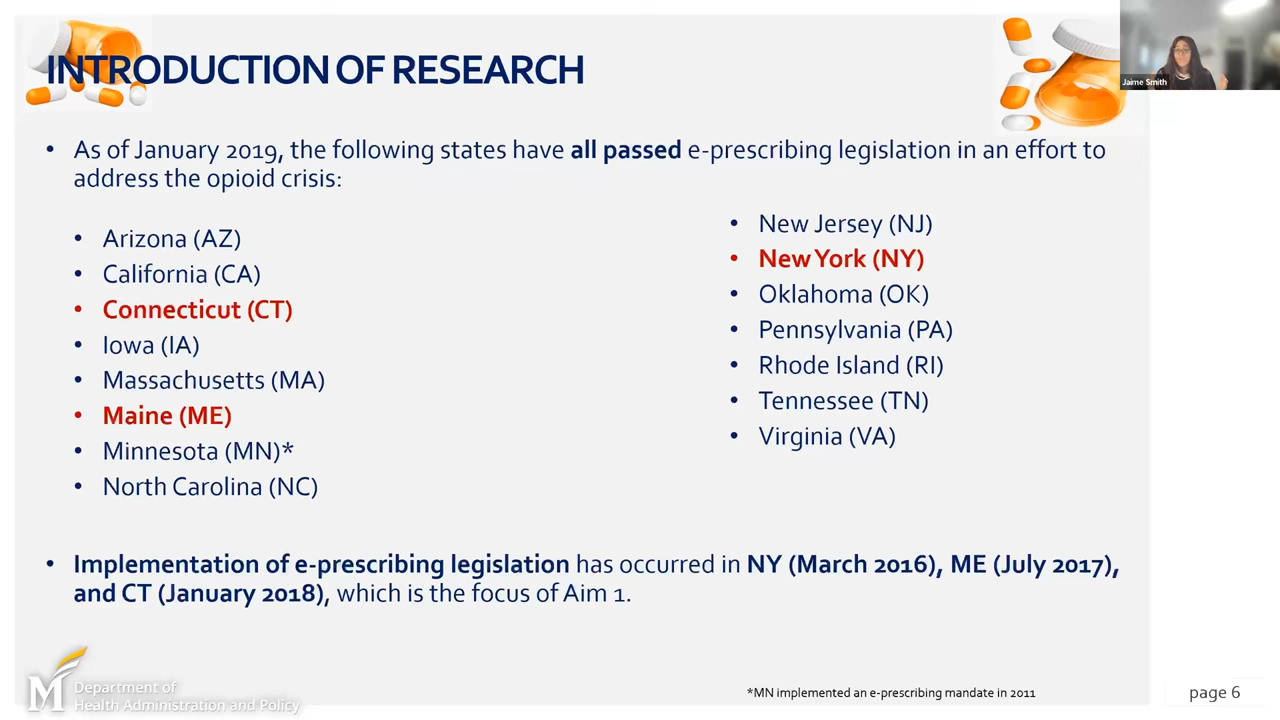 INTRODUCTION OF RESEARCH
Jaime Smith
• As of January 2019, the following states have all passed e-prescribing legislation in an effort to
address the opioid crisis:
• Arizona (AZ)
• California (CA)
• Connecticut (CT)
• Iowa (IA)
• Massachusetts (MA)
• Maine (ME)
• Minnesota (MN)*
• North Carolina (NC)
• New Jersey (NJ)
• New York (NY)
• Oklahoma (OK)
• Pennsylvania (PA)
• Rhode Island (RI)
• Tennessee (TN)
• Virginia (VA)
• Implementation of e-prescribing legislation has occurred in NY (March 2016), ME (July 2017),
and CT (January 2018), which is the focus of Aim 1.
M
Department of
Health Administration and Policy
*MN implemented an e-prescribing mandate in 2011
page 6